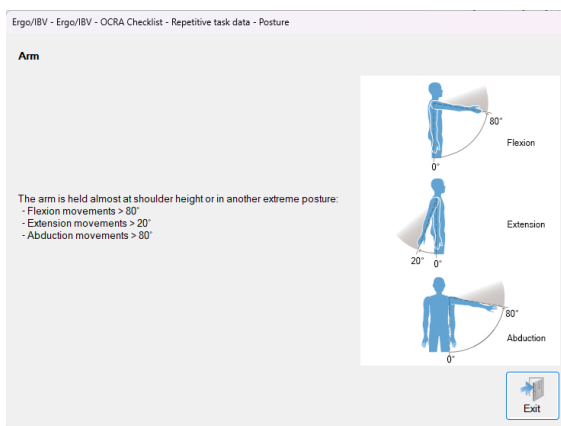 Ergo/IBV - Ergo/IBV - OCRA Checklist - Repetitive task data - Posture
Arm
80°
Flexion
0°
The arm is held almost at shoulder height or in another extreme posture:
- Flexion movements > 80°
- Extension movements > 20°
- Abduction movements > 80°
Extension
20° 0°
80°
Abduction
0°
Exit